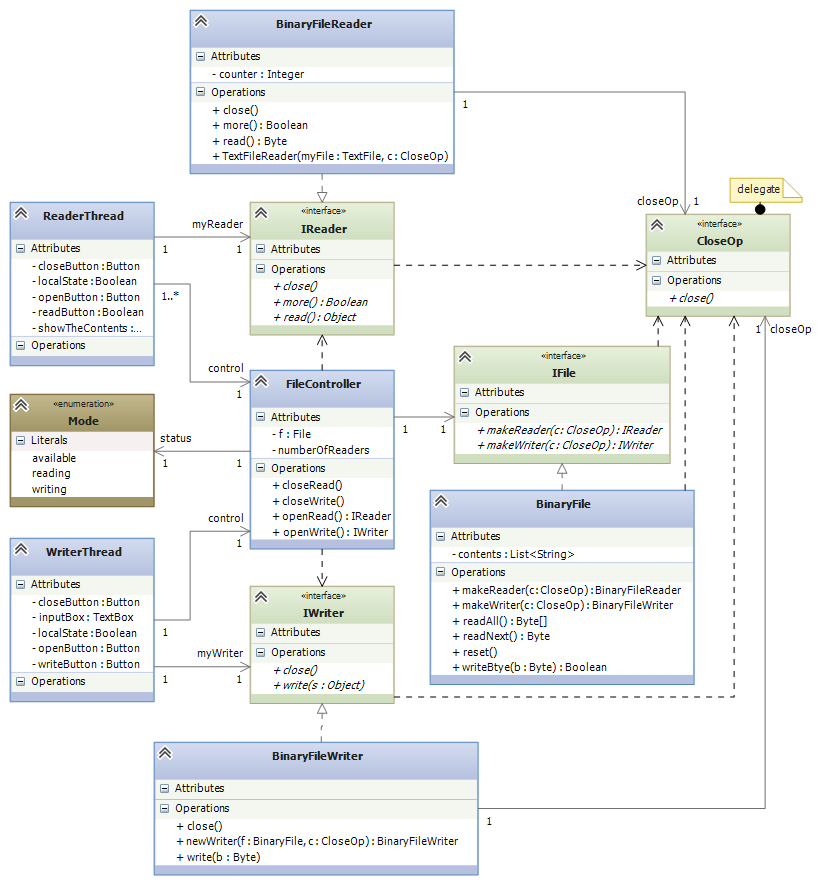 BinaryFileReader
Attributes
- counter : Integer
Operations
+ close()
+ more() : Boolean
+ read() : Byte
+ TextFileReader(myFile : TextFile, c : CloseOp)
1
closeOp
1
delegate
«interface»
CloseOp
Attributes
Operations
+ close()
1
closeOp
ReaderThread
Attributes
- closeButton : Button
- localState : Boolean
- openButton : Button
- readButton : Boolean
- showTheContents : ...
Operations
myReader
1
1
1..*
control
1
«interface»
IReader
Attributes
Operations
+ close()
+ more() : Boolean
+ read() : Object
«enumeration»
Mode
Literals
available
reading
writing
status
1
1
FileController
Attributes
- f : File
- numberOfReaders
Operations
+ closeRead()
+ closeWrite()
+ openRead() : IReader
+ openWrite() : IWriter
1
1
«interface»
IFile
Attributes
Operations
+ makeReader(c : CloseOp) : IReader
+ makeWriter(c : CloseOp) : IWriter
BinaryFile
Attributes
- contents : List<String>
Operations
+ makeReader(c : CloseOp) : BinaryFileReader
+ makeWriter(c : CloseOp) : BinaryFileWriter
+ readAll() : Byte[]
+ readNext() : Byte
+ reset()
+ writeBtye(b : Byte) : Boolean
WriterThread
Attributes
- closeButton : Button
- inputBox : TextBox
- localState : Boolean
- openButton : Button
- writeButton : Button
Operations
control
1
1
myWriter
1
1
«interface»
IWriter
Attributes
Operations
+ close()
+ write(s : Object)
BinaryFileWriter
Attributes
Operations
+ close()
+ newWriter(f : BinaryFile, c : CloseOp) : BinaryFileWriter
+ write(b : Byte)
1